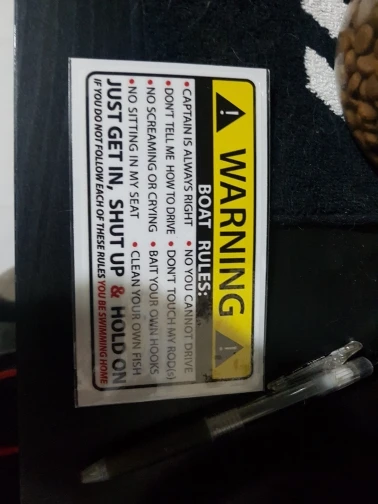 WARNING
BOAT RULES:
• CAPTAIN IS ALWAYS RIGHT • NO YOU CANNOT DRIVE
• DON'T TELL ME HOW TO DRIVE • DON'T TOUCH MY ROD(S)
• NO SCREAMING OR CRYING • BAIT YOUR OWN HOOKS
• NO SITTING IN MY SEAT • CLEAN YOUR OWN FISH
JUST GET IN, SHUT UP & HOLD ON
IF YOU DO NOT FOLLOW EACH OF THESE RULES YOU BE SWIMMING HOME